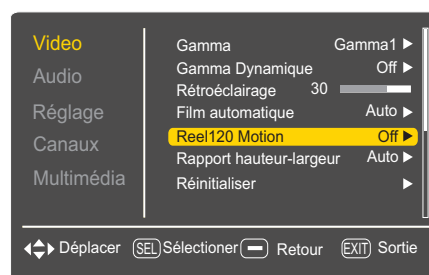 Video
Audio
Réglage
Canaux
Multimédia
Gamma Gamma1
Gamma Dynamique Off
Rétroéclairage 30
Film automatique Auto
Reel120 Motion Off
Rapport hauteur-largeur Auto
Réinitialiser
Déplacer SEL Sélectioner Retour EXIT Sortie